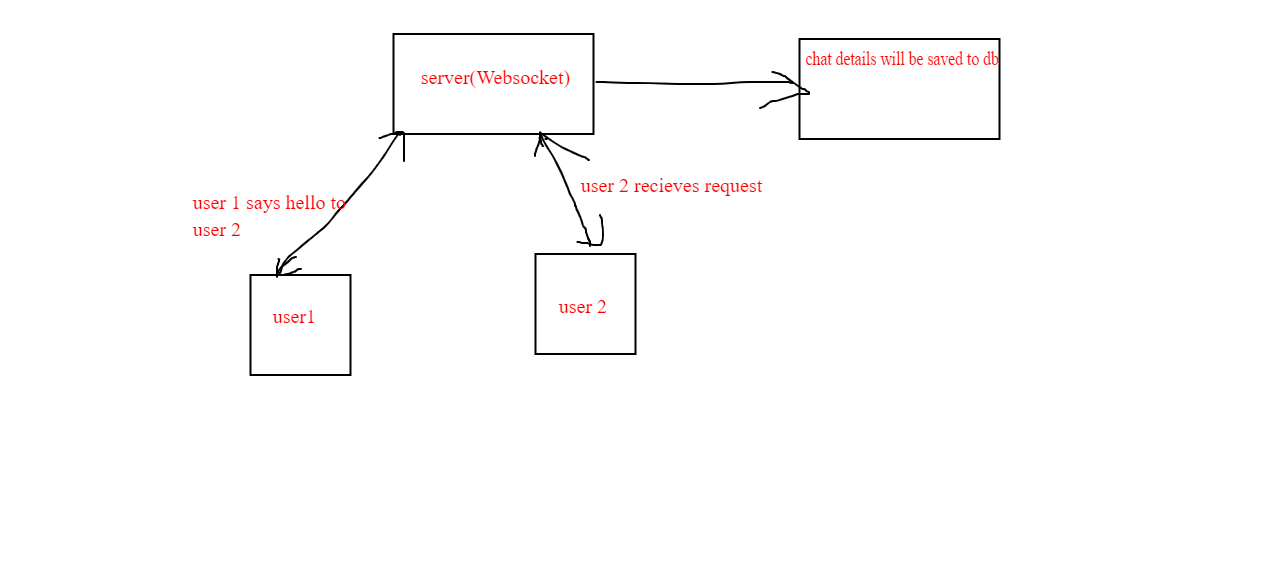 server(Websocket)
chat details will be saved to db
user 2 recieves request
user 1 says hello to
user 2
user1
user 2